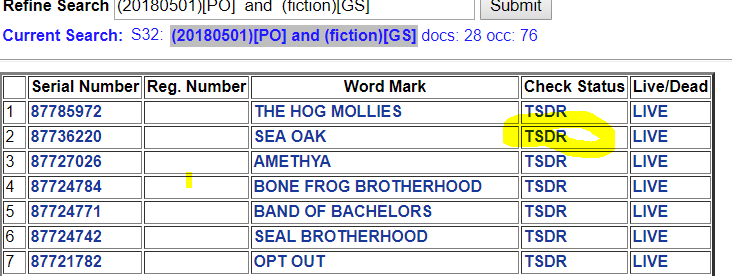 Refine Search (20180501)[PO] and (fiction)[GS] Submit
Current Search: S32: (20180501)[PO] and (fiction)[GS] docs: 28 occ: 76
Serial Number Reg. Number Word Mark Check Status Live/Dead
1 87785972 THE HOG MOLLIES TSDR LIVE
2 87736220 SEA OAK TSDR LIVE
3 87727026 AMETHYA TSDR LIVE
4 87724784 BONE FROG BROTHERHOOD TSDR LIVE
5 87724771 BAND OF BACHELORS TSDR LIVE
6 87724742 SEAL BROTHERHOOD TSDR LIVE
7 87721782 OPT OUT TSDR LIVE